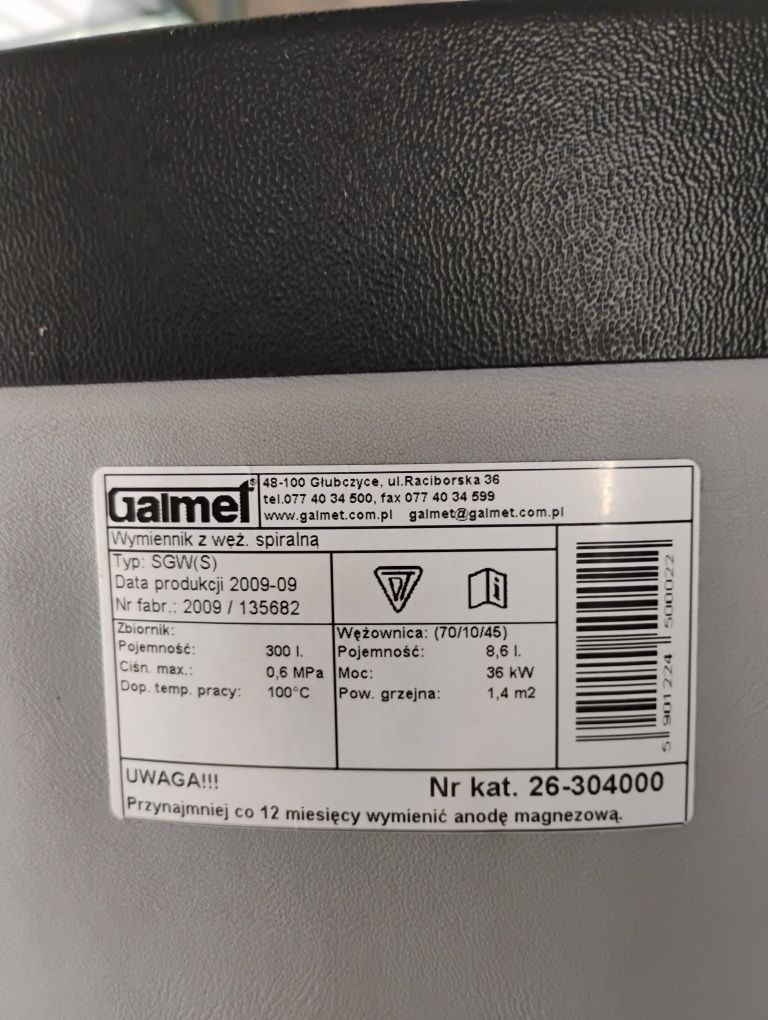 Galmet®
48-100 Głubczyce, ul.Raciborska 36
tel.077 40 34 500, fax 077 40 34 599
www.galmet.com.pl galmet@galmet.com.pl
Wymiennik z węż. spiralną
Typ: SGW(S)
Data produkcji 2009-09
Nr fabr.: 2009 / 135682
DT
i
Zbiornik:
Pojemność: 300 l.
Ciśn. max.: 0,6 MPa
Dop. temp. pracy: 100°C
Wężownica: (70/10/45)
Pojemność: 8,6 l.
Moc: 36 kW
Pow. grzejna: 1,4 m2
5 901224 500022
UWAGA!!!
Nr kat. 26-304000
Przynajmniej co 12 miesięcy wymienić anodę magnezową.